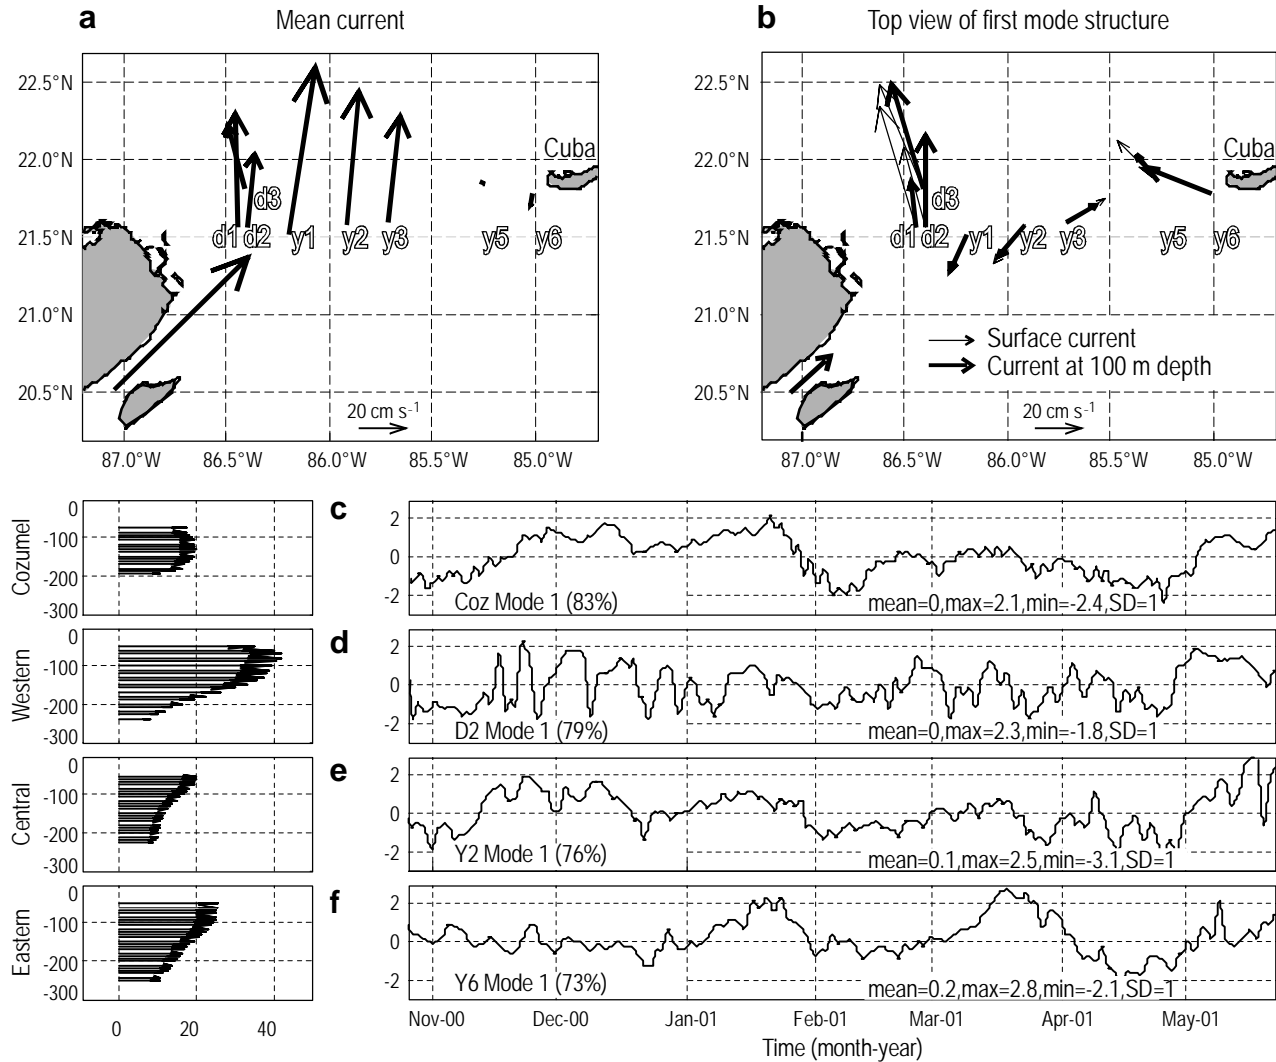 a Mean current
b Top view of first mode structure
22.5°N
22.0°N
21.5°N
21.0°N
20.5°N
Cuba
d3
d1 d2 y1 y2 y3 y5 y6
20 cm s-1
87.0°W 86.5°W 86.0°W 85.5°W 85.0°W
22.5°N
22.0°N
21.5°N
21.0°N
20.5°N
Cuba
d3
d1 d2 y1 y2 y3 y5 y6
Surface current
Current at 100 m depth
20 cm s-1
87.0°W 86.5°W 86.0°W 85.5°W 85.0°W
Cozumel
0
-100
-200
-300
c
2
0
-2
Coz Mode 1 (83%)
mean=0,max=2.1,min=-2.4,SD=1
Western
0
-100
-200
-300
d
2
0
-2
D2 Mode 1 (79%)
mean=0,max=2.3,min=-1.8,SD=1
Central
0
-100
-200
-300
e
2
0
-2
Y2 Mode 1 (76%)
mean=0.1,max=2.5,min=-3.1,SD=1
Eastern
0
-100
-200
-300
f
2
0
-2
Y6 Mode 1 (73%)
mean=0.2,max=2.8,min=-2.1,SD=1
0 20 40
Nov-00 Dec-00 Jan-01 Feb-01 Mar-01 Apr-01 May-01
Time (month-year)